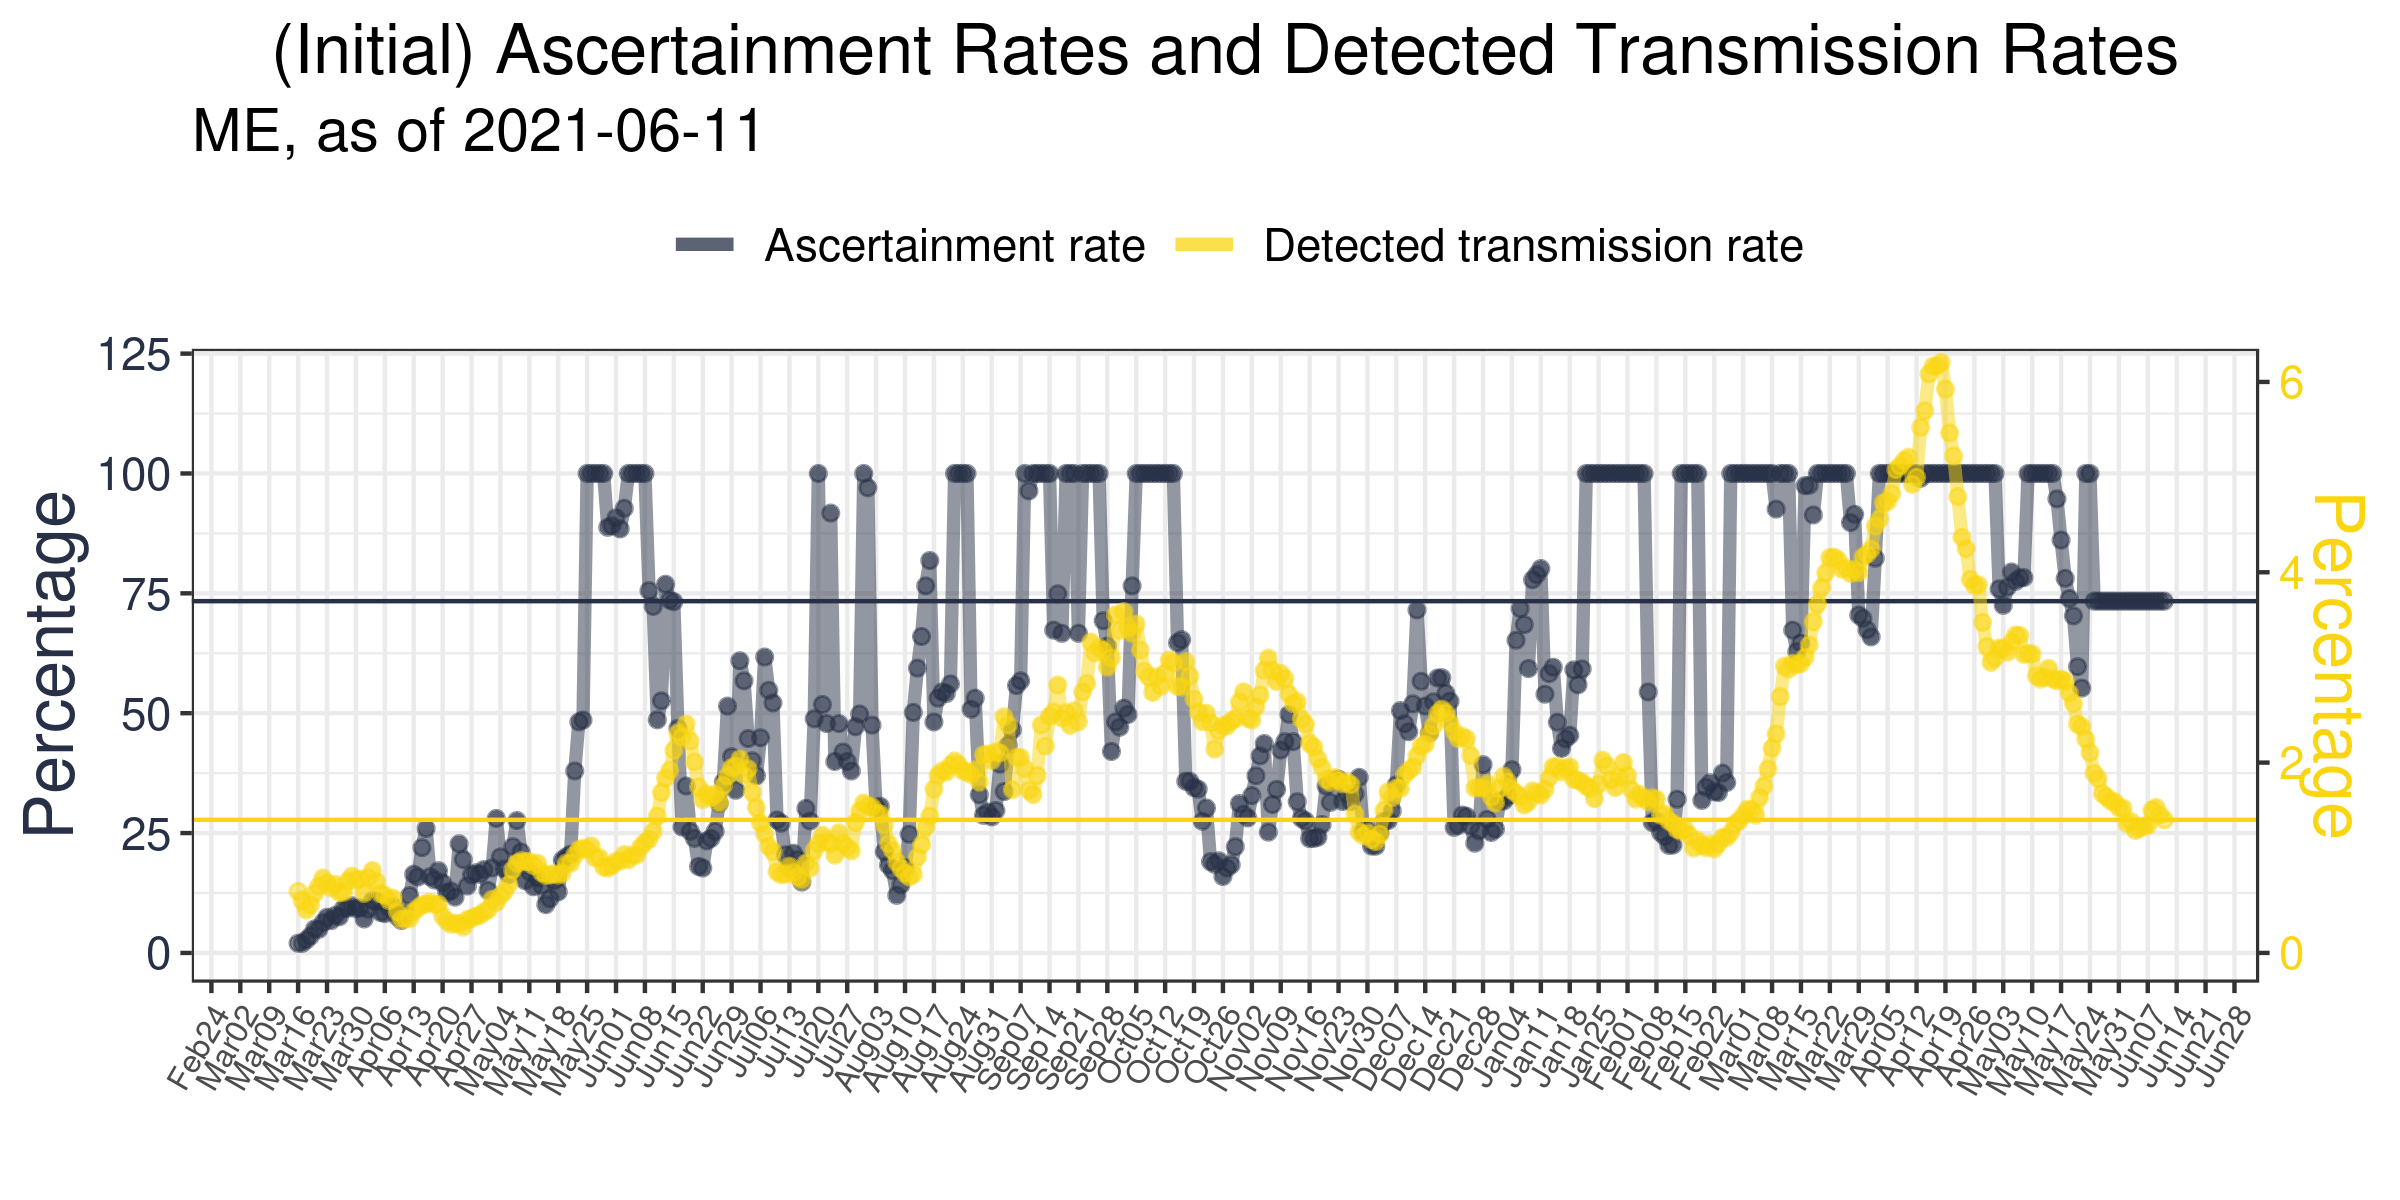 (Initial) Ascertainment Rates and Detected Transmission Rates
ME, as of 2021-06-11
Ascertainment rate
Detected transmission rate
Percentage
125
100
75
50
25
0
6
4
2
0
Percentage
Feb24
Mar02
Mar09
Mar16
Mar23
Mar30
Apr06
Apr13
Apr20
Apr27
May04
May11
May18
May25
Jun01
Jun08
Jun15
Jun22
Jun29
Jul06
Jul13
Jul20
Jul27
Aug03
Aug10
Aug17
Aug24
Aug31
Sep07
Sep14
Sep21
Sep28
Oct05
Oct12
Oct19
Oct26
Nov02
Nov09
Nov16
Nov23
Nov30
Dec07
Dec14
Dec21
Dec28
Jan04
Jan11
Jan18
Jan25
Feb01
Feb08
Feb15
Feb22
Mar01
Mar08
Mar15
Mar22
Mar29
Apr05
Apr12
Apr19
Apr26
May03
May10
May17
May24
May31
Jun07
Jun14
Jun21
Jun28